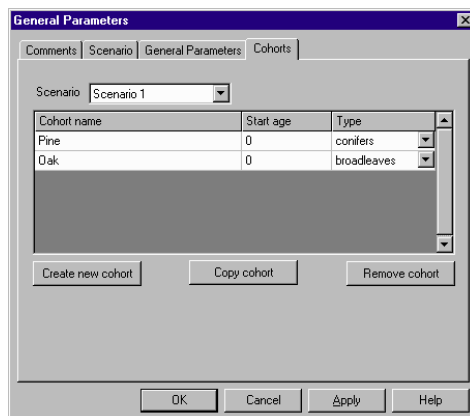 General Parameters
Comments Scenario General Parameters Cohorts
Scenario Scenario 1
Cohort name Start age Type
Pine 0 conifers
Oak 0 broadleaves
Create new cohort Copy cohort Remove cohort
OK Cancel Apply Help